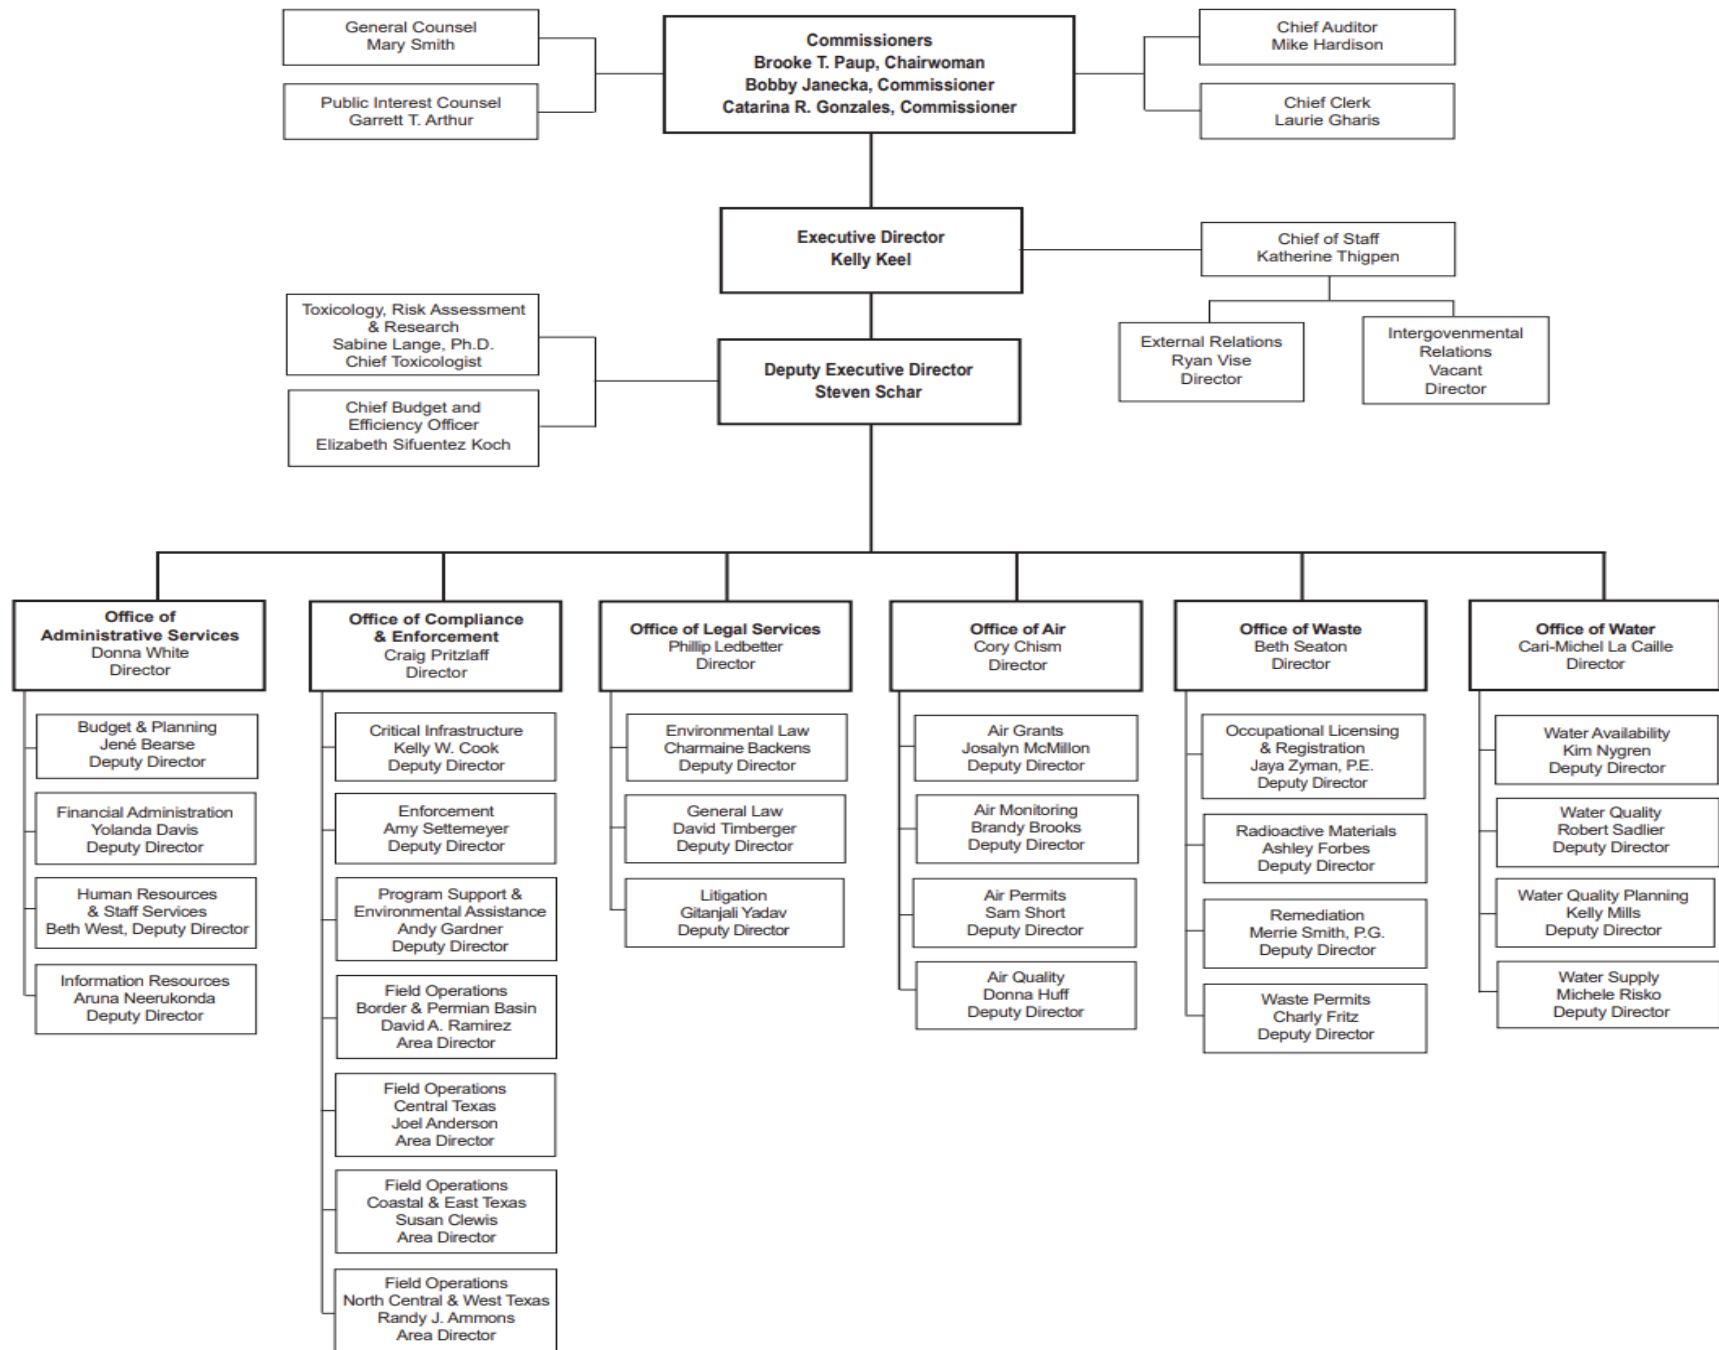 General Counsel
Mary Smith
Public Interest Counsel
Garrett T. Arthur
Commissioners
Brooke T. Paup, Chairwoman
Bobby Janecka, Commissioner
Catarina R. Gonzales, Commissioner
Chief Auditor
Mike Hardison
Chief Clerk
Laurie Gharis
Executive Director
Kelly Keel
Chief of Staff
Katherine Thigpen
External Relations
Ryan Vise
Director
Intergovenmental
Relations
Vacant
Director
Toxicology, Risk Assessment
& Research
Sabine Lange, Ph.D.
Chief Toxicologist
Chief Budget and
Efficiency Officer
Elizabeth Sifuentez Koch
Deputy Executive Director
Steven Schar
Office of
Administrative Services
Donna White
Director
Budget & Planning
Jené Bearse
Deputy Director
Financial Administration
Yolanda Davis
Deputy Director
Human Resources
& Staff Services
Beth West, Deputy Director
Information Resources
Aruna Neerukonda
Deputy Director
Office of Compliance
& Enforcement
Craig Pritzlaff
Director
Critical Infrastructure
Kelly W. Cook
Deputy Director
Enforcement
Amy Settemeyer
Deputy Director
Program Support &
Environmental Assistance
Andy Gardner
Deputy Director
Field Operations
Border & Permian Basin
David A. Ramirez
Area Director
Field Operations
Central Texas
Joel Anderson
Area Director
Field Operations
Coastal & East Texas
Susan Clewis
Area Director
Field Operations
North Central & West Texas
Randy J. Ammons
Area Director
Office of Legal Services
Phillip Ledbetter
Director
Environmental Law
Charmaine Backens
Deputy Director
General Law
David Timberger
Deputy Director
Litigation
Gitanjali Yadav
Deputy Director
Office of Air
Cory Chism
Director
Air Grants
Josalyn McMillon
Deputy Director
Air Monitoring
Brandy Brooks
Deputy Director
Air Permits
Sam Short
Deputy Director
Air Quality
Donna Huff
Deputy Director
Office of Waste
Beth Seaton
Director
Occupational Licensing
& Registration
Jaya Zyman, P.E.
Deputy Director
Radioactive Materials
Ashley Forbes
Deputy Director
Remediation
Merrie Smith, P.G.
Deputy Director
Waste Permits
Charly Fritz
Deputy Director
Office of Water
Cari-Michel La Caille
Director
Water Availability
Kim Nygren
Deputy Director
Water Quality
Robert Sadlier
Deputy Director
Water Quality Planning
Kelly Mills
Deputy Director
Water Supply
Michele Risko
Deputy Director